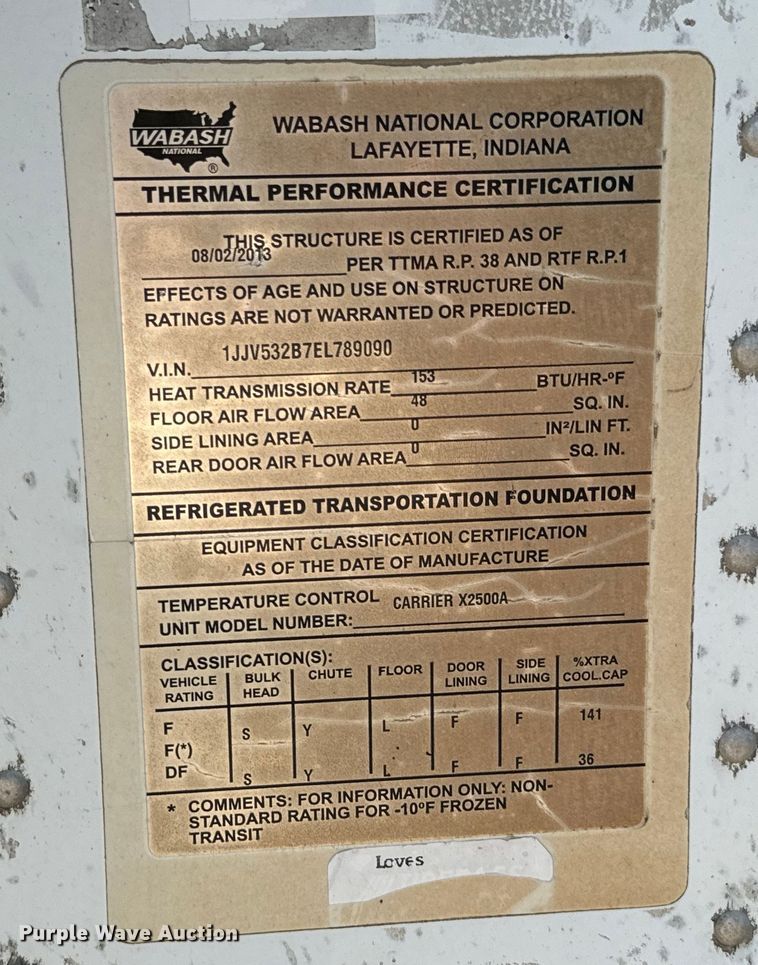 WABASH
NATIONAL
®
WABASH NATIONAL CORPORATION
LAFAYETTE, INDIANA
THERMAL PERFORMANCE CERTIFICATION
THIS STRUCTURE IS CERTIFIED AS OF
08/02/2013 PER TTMA R.P. 38 AND RTF R.P.1
EFFECTS OF AGE AND USE ON STRUCTURE ON
RATINGS ARE NOT WARRANTED OR PREDICTED.
V.I.N. 1JJV532B7EL789090
HEAT TRANSMISSION RATE 153 BTU/HR-ºF
FLOOR AIR FLOW AREA 48 SQ. IN.
SIDE LINING AREA 0 IN²/LIN FT.
REAR DOOR AIR FLOW AREA 0 SQ. IN.
REFRIGERATED TRANSPORTATION FOUNDATION
EQUIPMENT CLASSIFICATION CERTIFICATION
AS OF THE DATE OF MANUFACTURE
TEMPERATURE CONTROL CARRIER X2500A
UNIT MODEL NUMBER:
CLASSIFICATION(S):
VEHICLE RATING BULK HEAD CHUTE FLOOR DOOR LINING SIDE LINING %XTRA COOL.CAP
F S Y L F F 141
F(*)
DF S Y L F F 36
* COMMENTS: FOR INFORMATION ONLY: NON-
STANDARD RATING FOR -10ºF FROZEN
TRANSIT
Loves
Purple Wave Auction